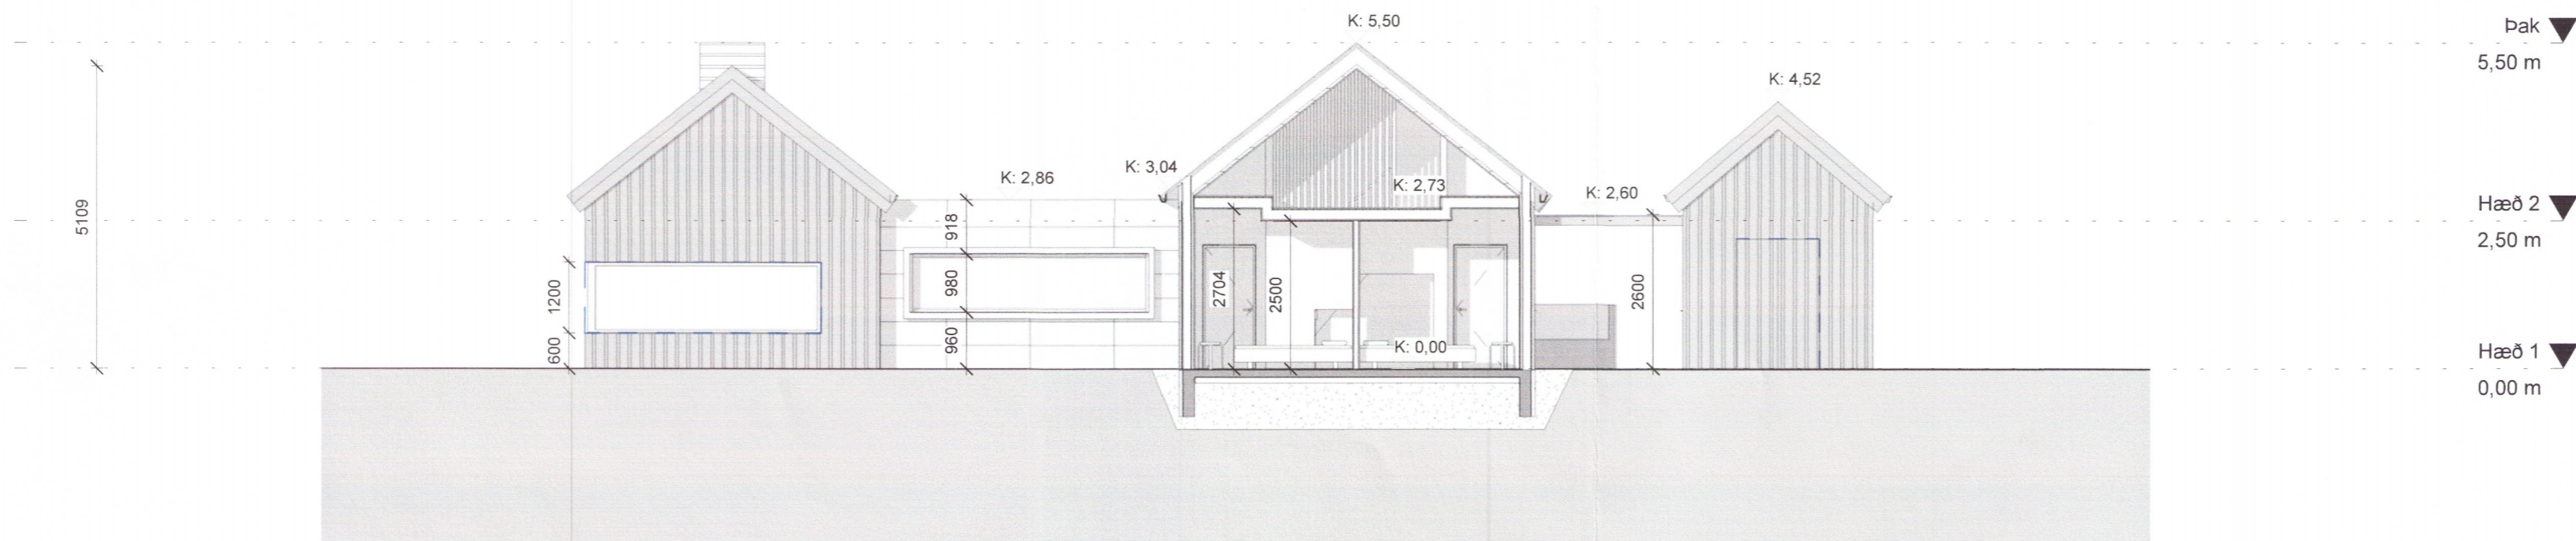 K: 5,50
Þak
5,50 m
K: 4,52
K: 3,04
K: 2,86
K: 2,73
K: 2,60
Hæð 2
2,50 m
5109
918
980
960
1200
600
2704
2500
2600
K: 0,00
Hæð 1
0,00 m